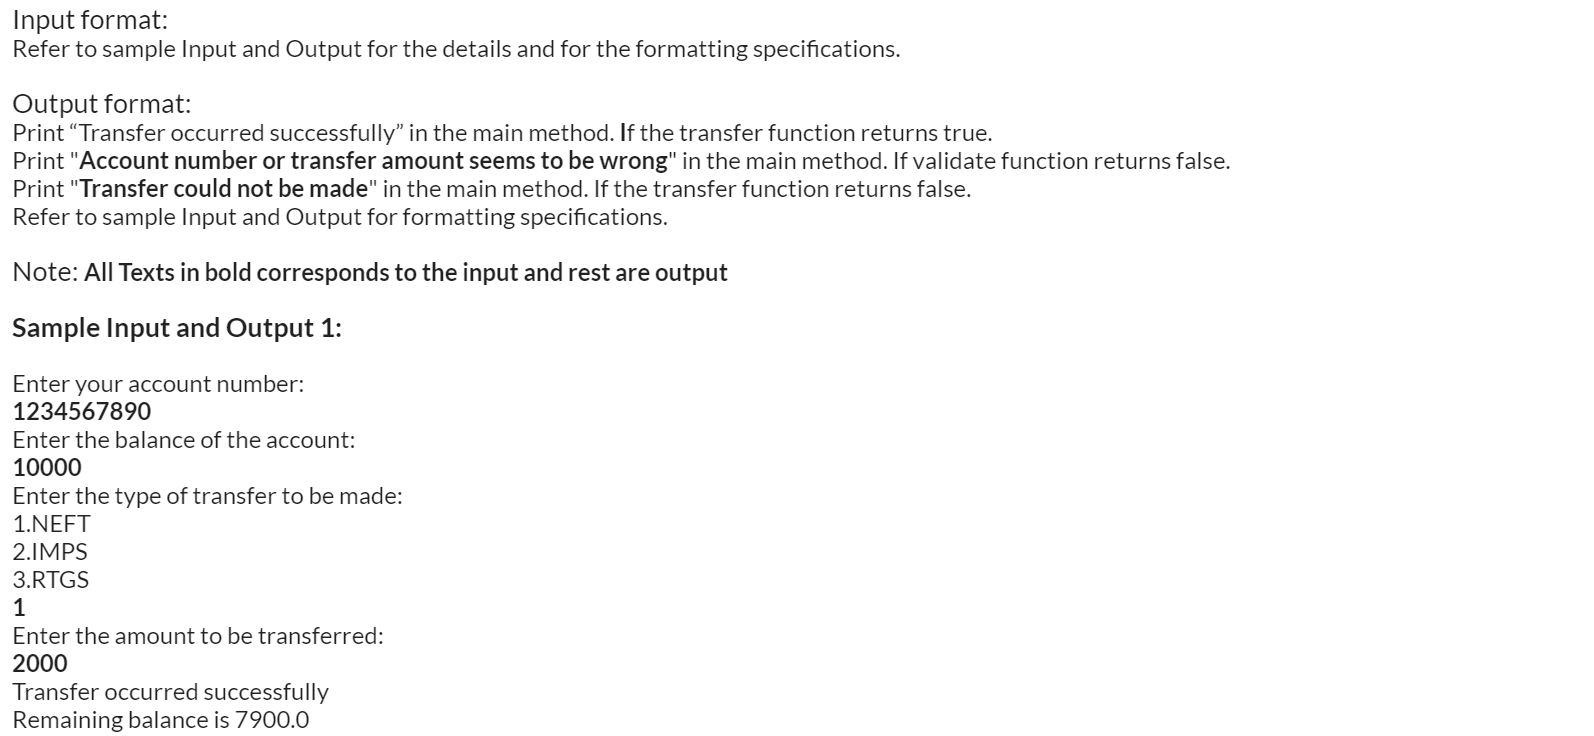 Input format:
Refer to sample Input and Output for the details and for the formatting specifications.
Output format:
Print “Transfer occurred successfully” in the main method. If the transfer function returns true.
Print "Account number or transfer amount seems to be wrong" in the main method. If validate function returns false.
Print "Transfer could not be made" in the main method. If the transfer function returns false.
Refer to sample Input and Output for formatting specifications.
Note: All Texts in bold corresponds to the input and rest are output
Sample Input and Output 1:
Enter your account number:
1234567890
Enter the balance of the account:
10000
Enter the type of transfer to be made:
1.NEFT
2.IMPS
3.RTGS
1
Enter the amount to be transferred:
2000
Transfer occurred successfully
Remaining balance is 7900.0